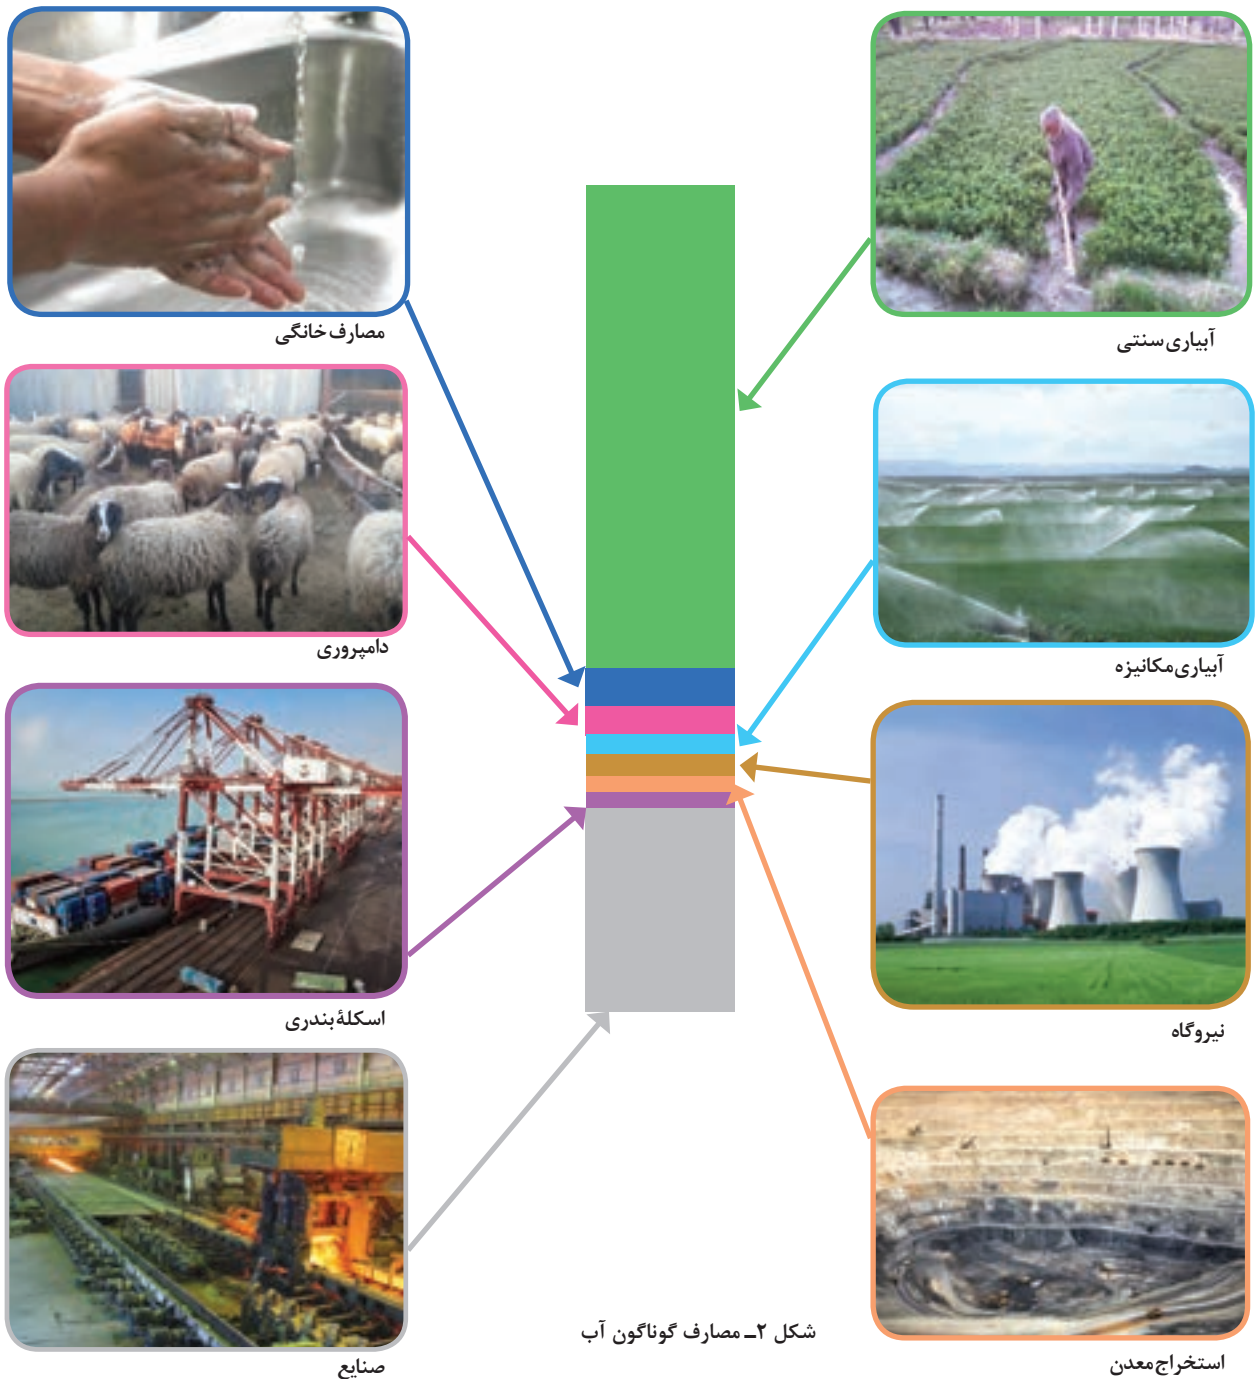 آبیاری سنتی
مصارف خانگی
آبیاری مکانیزه
دامپروری
نیروگاه
اسکلهٔ بندری
استخراج معدن
صنایع
شکل ۲ــ مصارف گوناگون آب